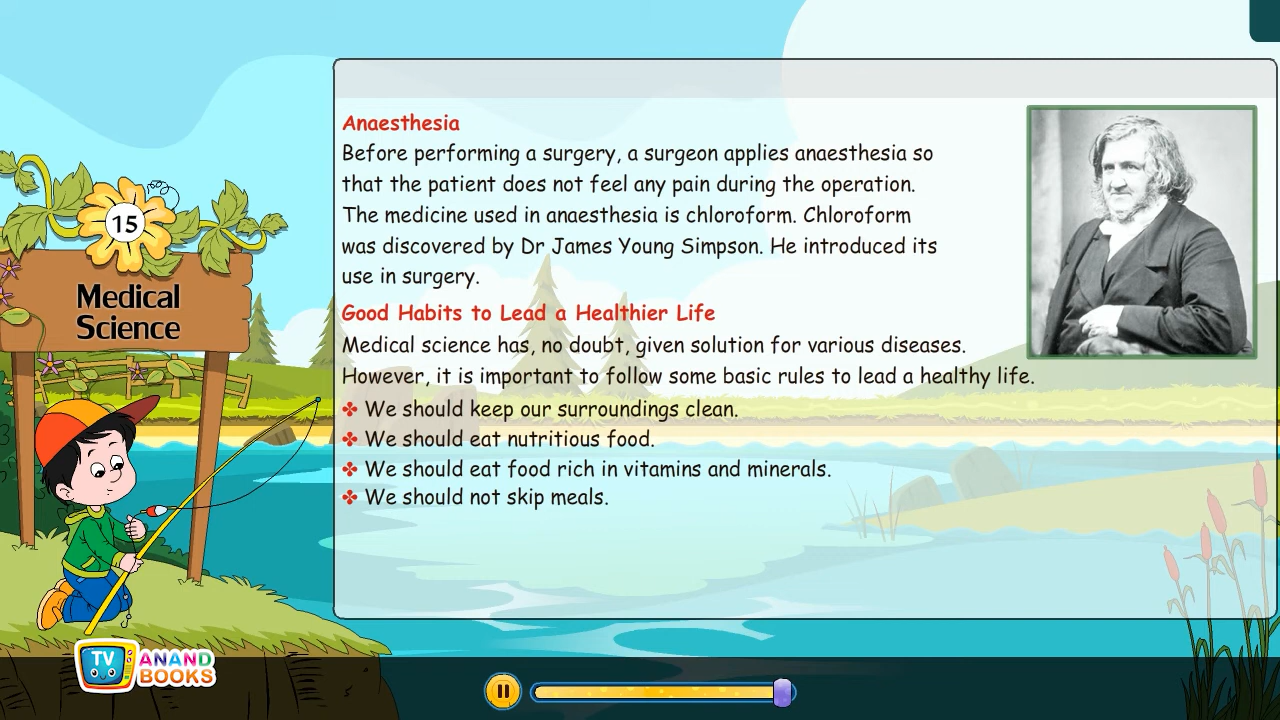 15
Medical
Science
Anaesthesia
Before performing a surgery, a surgeon applies anaesthesia so
that the patient does not feel any pain during the operation.
The medicine used in anaesthesia is chloroform. Chloroform
was discovered by Dr James Young Simpson. He introduced its
use in surgery.
Good Habits to Lead a Healthier Life
Medical science has, no doubt, given solution for various diseases.
However, it is important to follow some basic rules to lead a healthy life.
✤ We should keep our surroundings clean.
✤ We should eat nutritious food.
✤ We should eat food rich in vitamins and minerals.
✤ We should not skip meals.
TV
ANAND
BOOKS